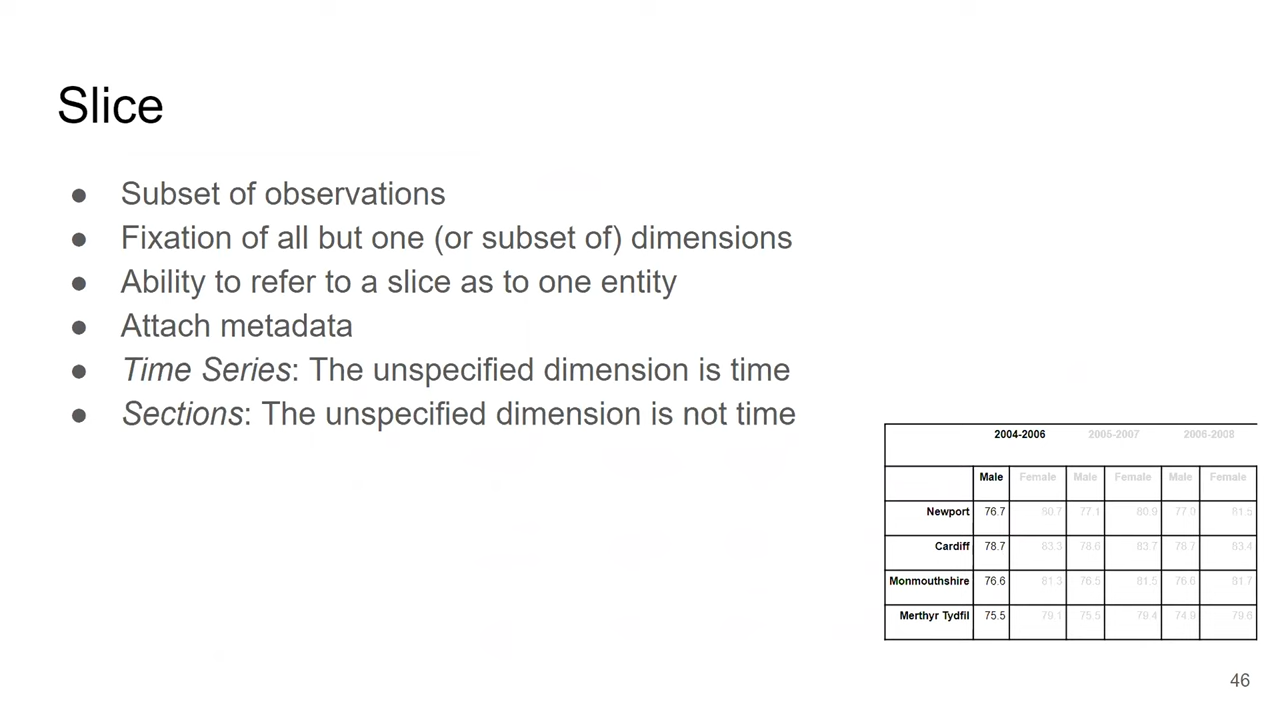 Slice
● Subset of observations
● Fixation of all but one (or subset of) dimensions
● Ability to refer to a slice as to one entity
● Attach metadata
● Time Series: The unspecified dimension is time
● Sections: The unspecified dimension is not time
2004-2006 2005-2007 2006-2008
Male Female Male Female Male Female
Newport 76.7 80.7 77.1 80.9 77.0 81.5
Cardiff 78.7 83.3 78.6 83.7 78.7 83.4
Monmouthshire 76.6 81.3 76.5 81.5 76.6 81.7
Merthyr Tydfil 75.5 79.1 75.5 79.4 74.9 79.6
46